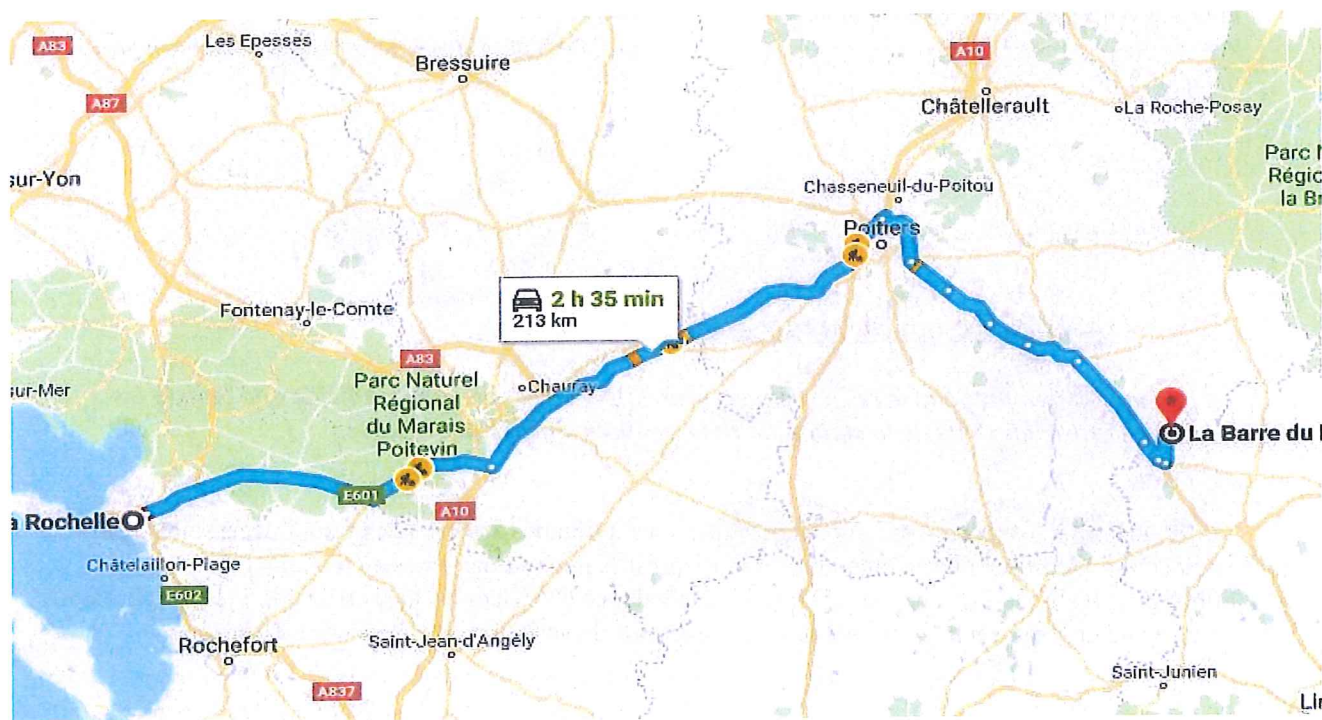 A83
Les Epesses
A10
Bressuire
A87
Châtellerault
La Roche-Posay
Parc N
Régio
la Br
sur-Yon
Chasseneuil-du-Poitou
Poitiers
2 h 35 min
213 km
Fontenay-le-Comte
A83
Parc Naturel
Régional
du Marais
Poitevin
Chauray
sur-Mer
La Barre du
E601
A10
a Rochelle
Châtelaillon-Plage
E602
Rochefort
Saint-Jean-d'Angély
A837
Saint-Junien
Lir